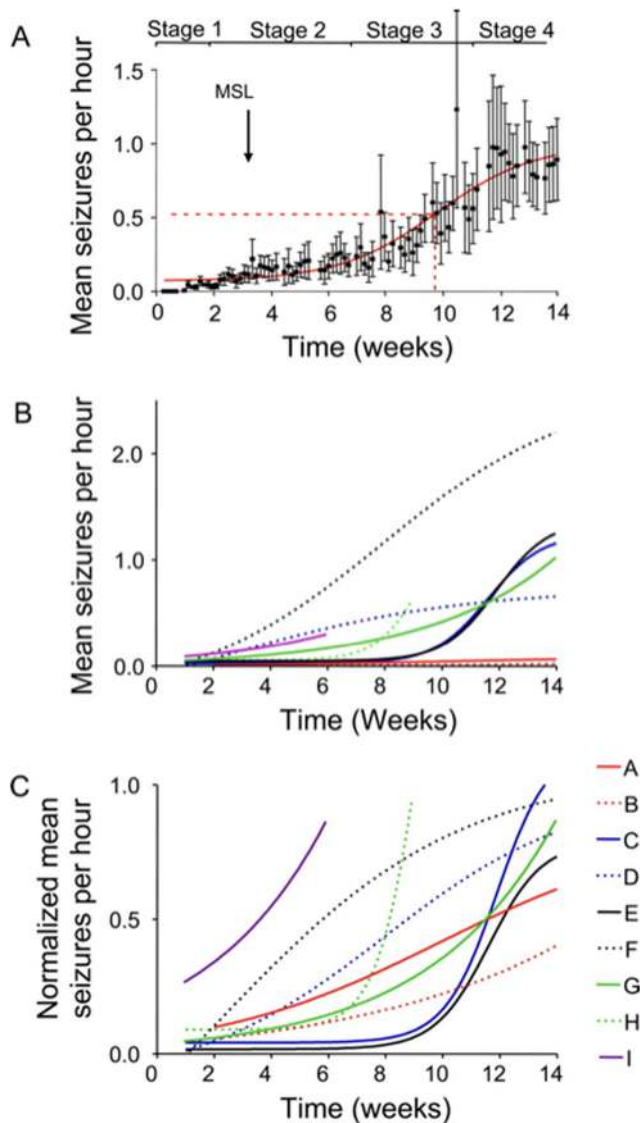 A
Stage 1 Stage 2 Stage 3 Stage 4
Mean seizures per hour
1.5
1.0
0.5
0.0
MSL
0 2 4 6 8 10 12 14
Time (weeks)
B
Mean seizures per hour
2.0
1.0
0.0
0 2 4 6 8 10 12 14
Time (Weeks)
C
Normalized mean
seizures per hour
1.0
0.5
0.0
0 2 4 6 8 10 12 14
Time (weeks)
A
B
C
D
E
F
G
H
I